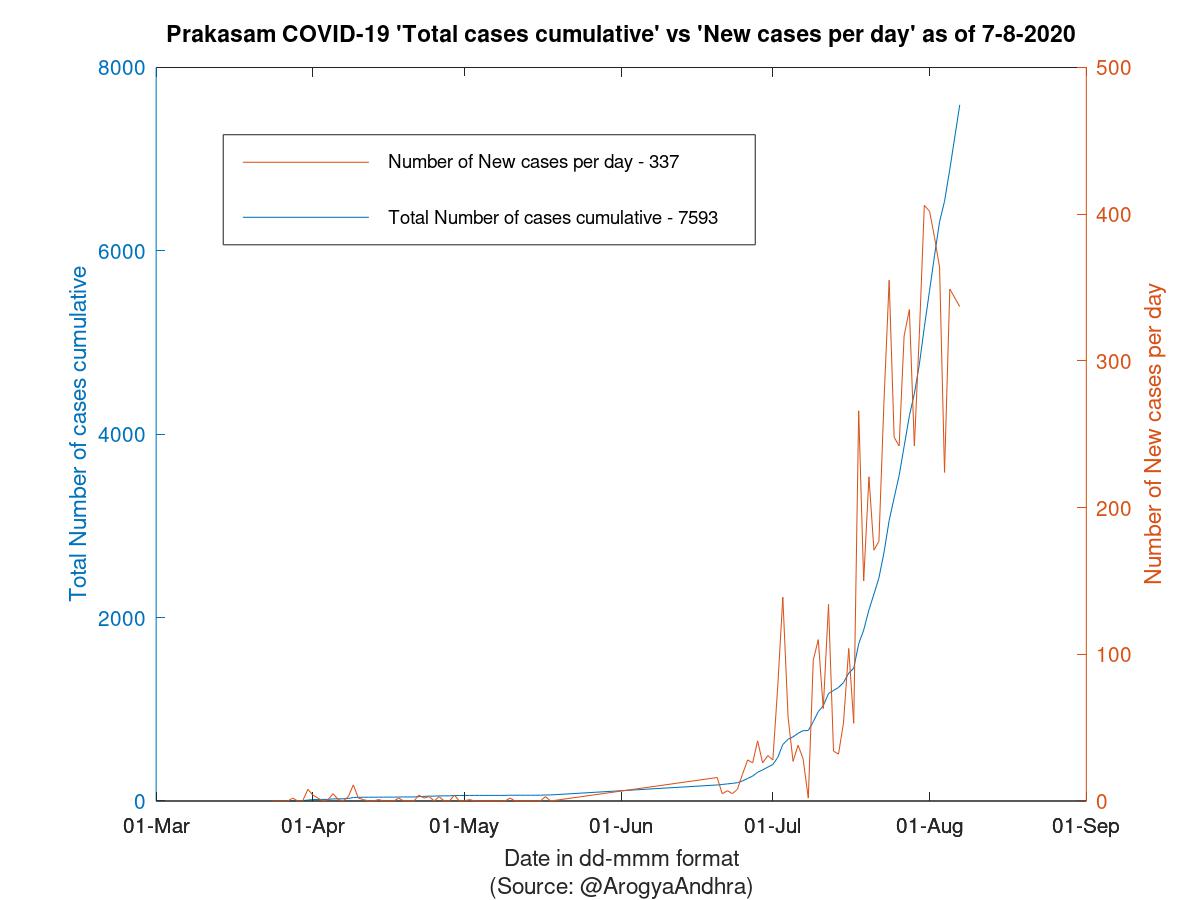 Prakasam COVID-19 'Total cases cumulative' vs 'New cases per day' as of 7-8-2020
8000
6000
4000
2000
0
Total Number of cases cumulative
Number of New cases per day - 337
Total Number of cases cumulative - 7593
500
400
300
200
100
0
Number of New cases per day
01-Mar 01-Apr 01-May 01-Jun 01-Jul 01-Aug 01-Sep
Date in dd-mmm format
(Source: @ArogyaAndhra)